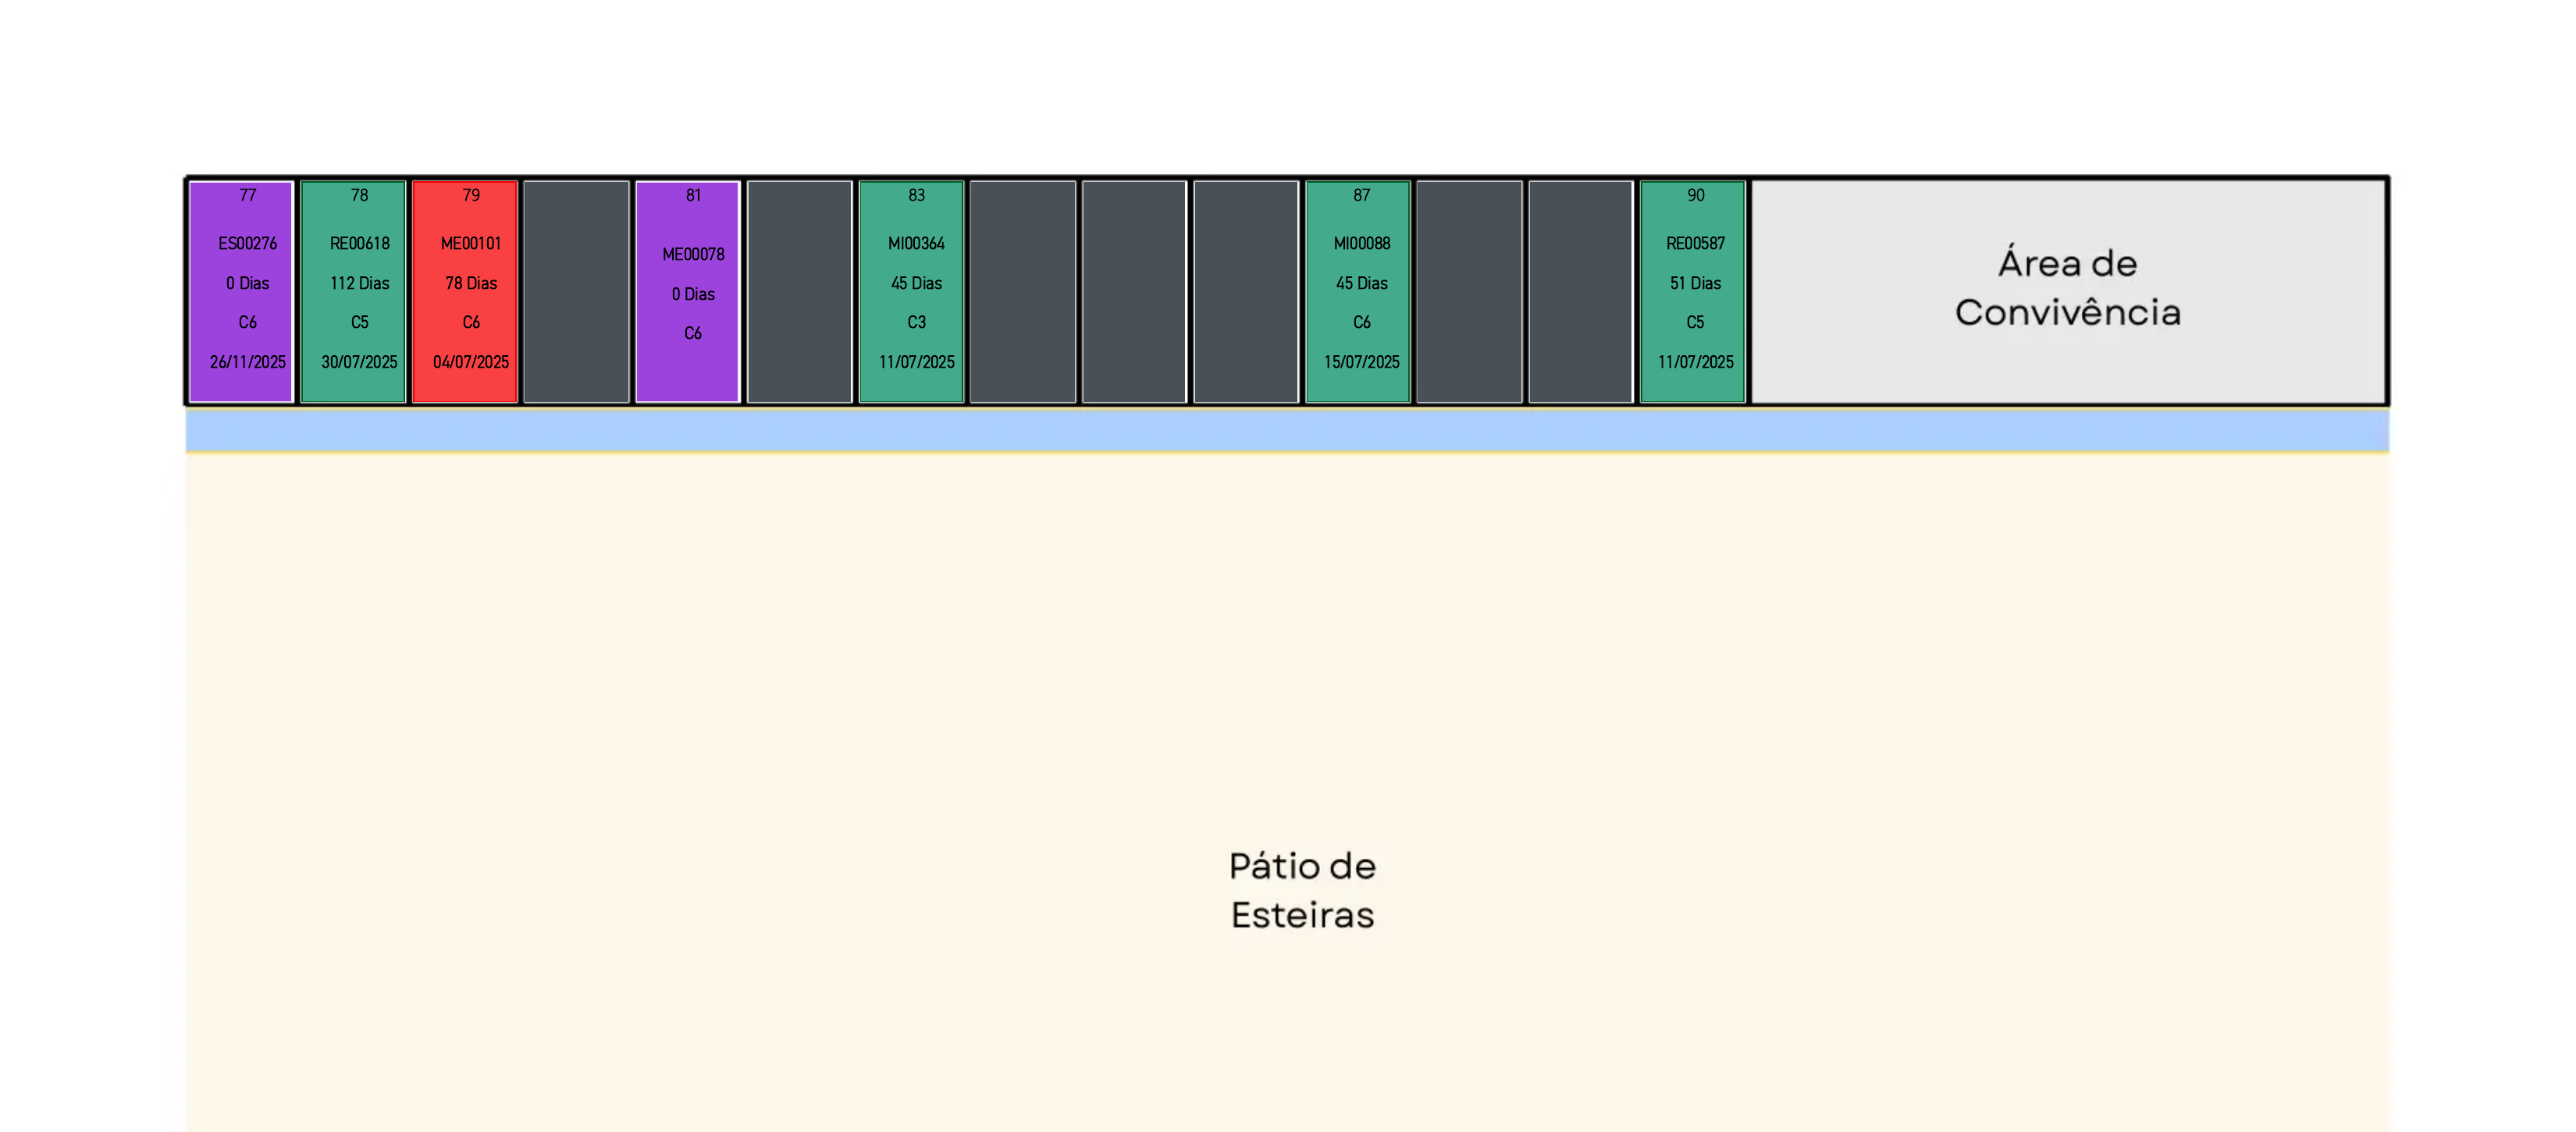 77
ES00276
0 Dias
C6
26/11/2025
78
RE00618
112 Dias
C5
30/07/2025
79
ME00101
78 Dias
C6
04/07/2025
81
ME00078
0 Dias
C6
83
MI00364
45 Dias
C3
11/07/2025
87
MI00088
45 Dias
C6
15/07/2025
90
RE00587
51 Dias
C5
11/07/2025
Área de
Convivência
Pátio de
Esteiras